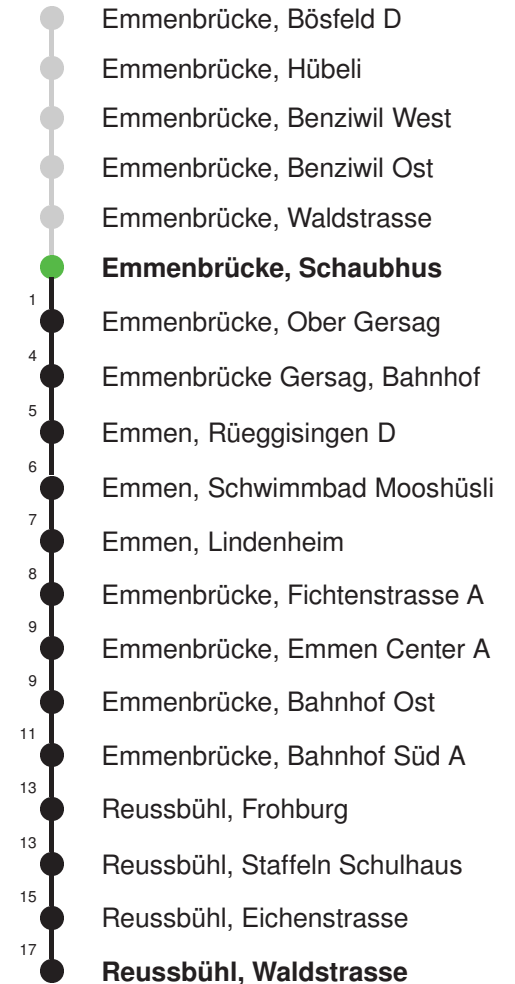 Emmenbrücke, Bösfeld D
Emmenbrücke, Hübeli
Emmenbrücke, Benziwil West
Emmenbrücke, Benziwil Ost
Emmenbrücke, Waldstrasse
Emmenbrücke, Schaubhus
1 Emmenbrücke, Ober Gersag
4 Emmenbrücke Gersag, Bahnhof
5 Emmen, Rüeggisingen D
6 Emmen, Schwimmbad Mooshüsli
7 Emmen, Lindenheim
8 Emmenbrücke, Fichtenstrasse A
9 Emmenbrücke, Emmen Center A
9 Emmenbrücke, Bahnhof Ost
11 Emmenbrücke, Bahnhof Süd A
13 Reussbühl, Frohburg
13 Reussbühl, Staffeln Schulhaus
15 Reussbühl, Eichenstrasse
17 Reussbühl, Waldstrasse